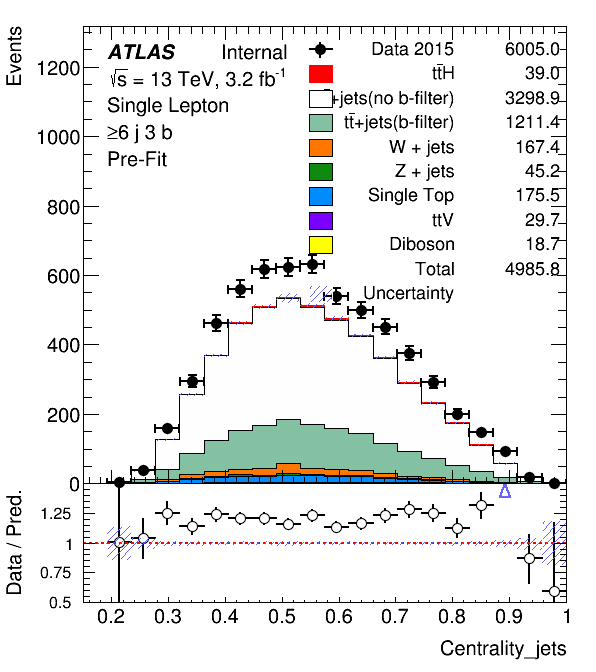 Events
ATLAS Internal
√s = 13 TeV, 3.2 fb-1
Single Lepton
≥6 j 3 b
Pre-Fit
Data 2015 6005.0
tt̄H 39.0
+jets(no b-filter) 3298.9
tt̄+jets(b-filter) 1211.4
W + jets 167.4
Z + jets 45.2
Single Top 175.5
ttV 29.7
Diboson 18.7
Total 4985.8
Uncertainty
1200
1000
800
600
400
200
0
Data / Pred.
1.25
1
0.75
0.5
0.2 0.3 0.4 0.5 0.6 0.7 0.8 0.9 1
Centrality_jets